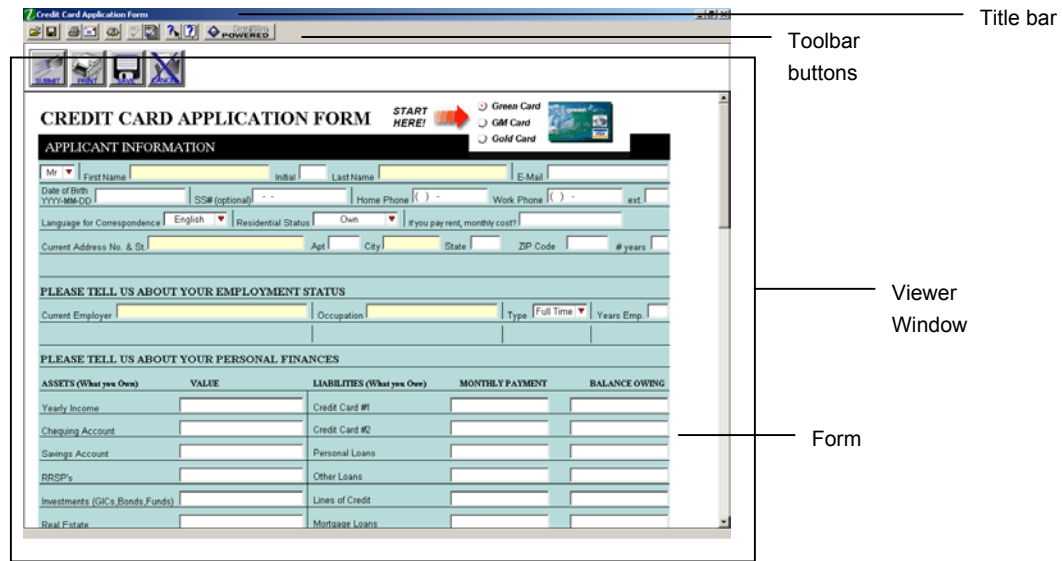 Credit Card Application Form
Title bar
POWERED
Toolbar
buttons
SUBMIT PRINT SAVE CANCEL
CREDIT CARD APPLICATION FORM
START
HERE!
Green Card
GM Card
Gold Card
APPLICANT INFORMATION
Mr First Name Initial Last Name E-Mail
Date of Birth
YYYY-MM-DD SS# (optional) - - Home Phone ( ) - Work Phone ( ) - ext.
Language for Correspondence English Residential Status Own If you pay rent, monthly cost?
Current Address No. & St. Apt City State ZIP Code # years
PLEASE TELL US ABOUT YOUR EMPLOYMENT STATUS
Current Employer Occupation Type Full Time Years Emp.
Viewer
Window
PLEASE TELL US ABOUT YOUR PERSONAL FINANCES
ASSETS (What you Own) VALUE LIABILITIES (What you Owe) MONTHLY PAYMENT BALANCE OWING
Yearly Income Credit Card #1
Chequing Account Credit Card #2
Form
Savings Account Personal Loans
RRSP's Other Loans
Investments (GICs,Bonds,Funds) Lines of Credit
Real Estate Mortgage Loans